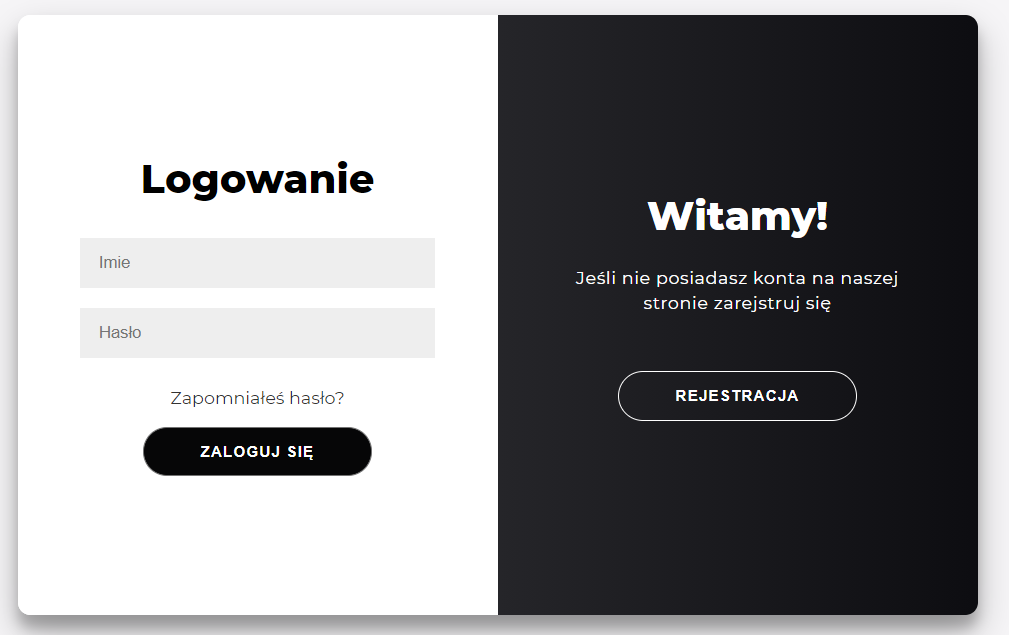 Logowanie
Imie
Hasło
Zapomniałeś hasło?
ZALOGUJ SIĘ
Witamy!
Jeśli nie posiadasz konta na naszej
stronie zarejstruj się
REJESTRACJA